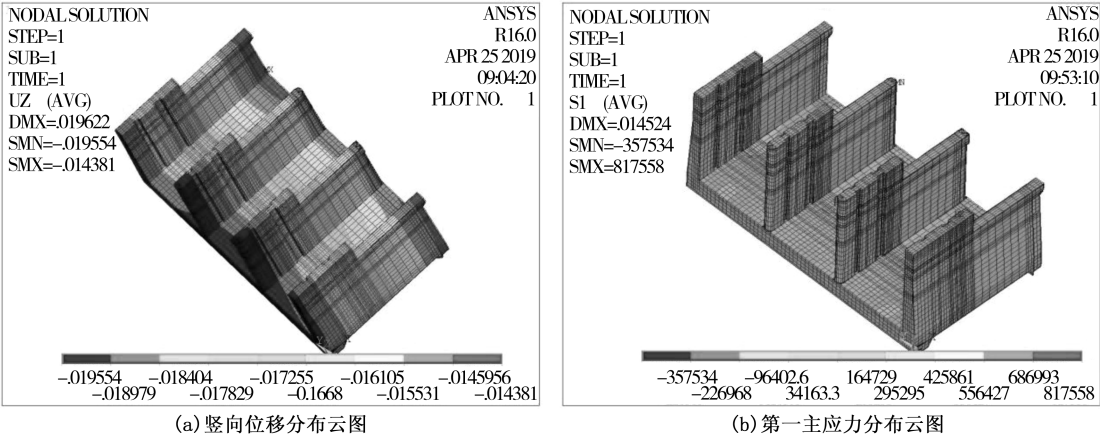 NODAL SOLUTION
STEP=1
SUB=1
TIME=1
UZ (AVG)
DMX=.019622
SMN=-.019554
SMX=-.014381
ANSYS
R16.0
APR 25 2019
09:04:20
PLOT NO. 1
-.019554 -.018404 -.017255 -.016105 -.0145956
-.018979 -.017829 -0.1668 -.015531 -.014381
(a) 竖向位移分布云图
NODAL SOLUTION
STEP=1
SUB=1
TIME=1
S1 (AVG)
DMX=.014524
SMN=-357534
SMX=817558
ANSYS
R16.0
APR 25 2019
09:53:10
PLOT NO. 1
-357534 -96402.6 164729 425861 686993
-226968 34163.3 295295 556427 817558
(b) 第一主应力分布云图